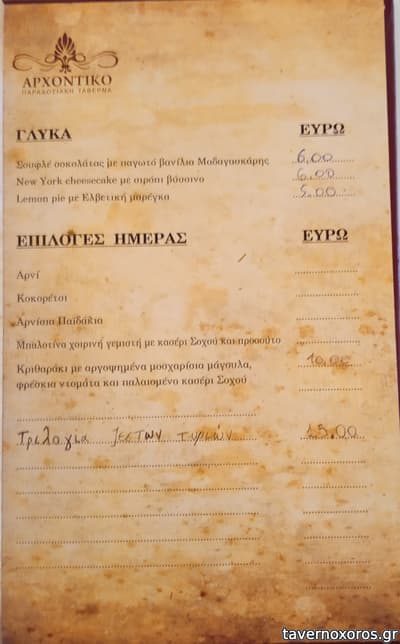 ΑΡΧΟΝΤΙΚΟ
ΠΑΡΑΔΟΣΙΑΚΗ ΤΑΒΕΡΝΑ
ΓΛΥΚΑ ΕΥΡΩ
Σουφλέ σοκολάτας με παγωτό βανίλια Μαδαγασκάρης 6,00
New York cheesecake με σιρόπι βύσσινο 6,00
Lemon pie με Ελβετική μαρέγκα 5,00
ΕΠΙΛΟΓΕΣ ΗΜΕΡΑΣ ΕΥΡΩ
Αρνί
Κοκορέτσι
Αρνίσια Παϊδάκια
Μπαλοτίνα χοιρινή γεμιστή με κασέρι Σοχού και προσούτο
Κριθαράκι με αργοψημένα μοσχαρίσια μάγουλα, 10,00
φρέσκια ντομάτα και παλαιωμένο κασέρι Σοχού
Τριλογία ζεστων τυριών 15,00
tavernoxoros.gr